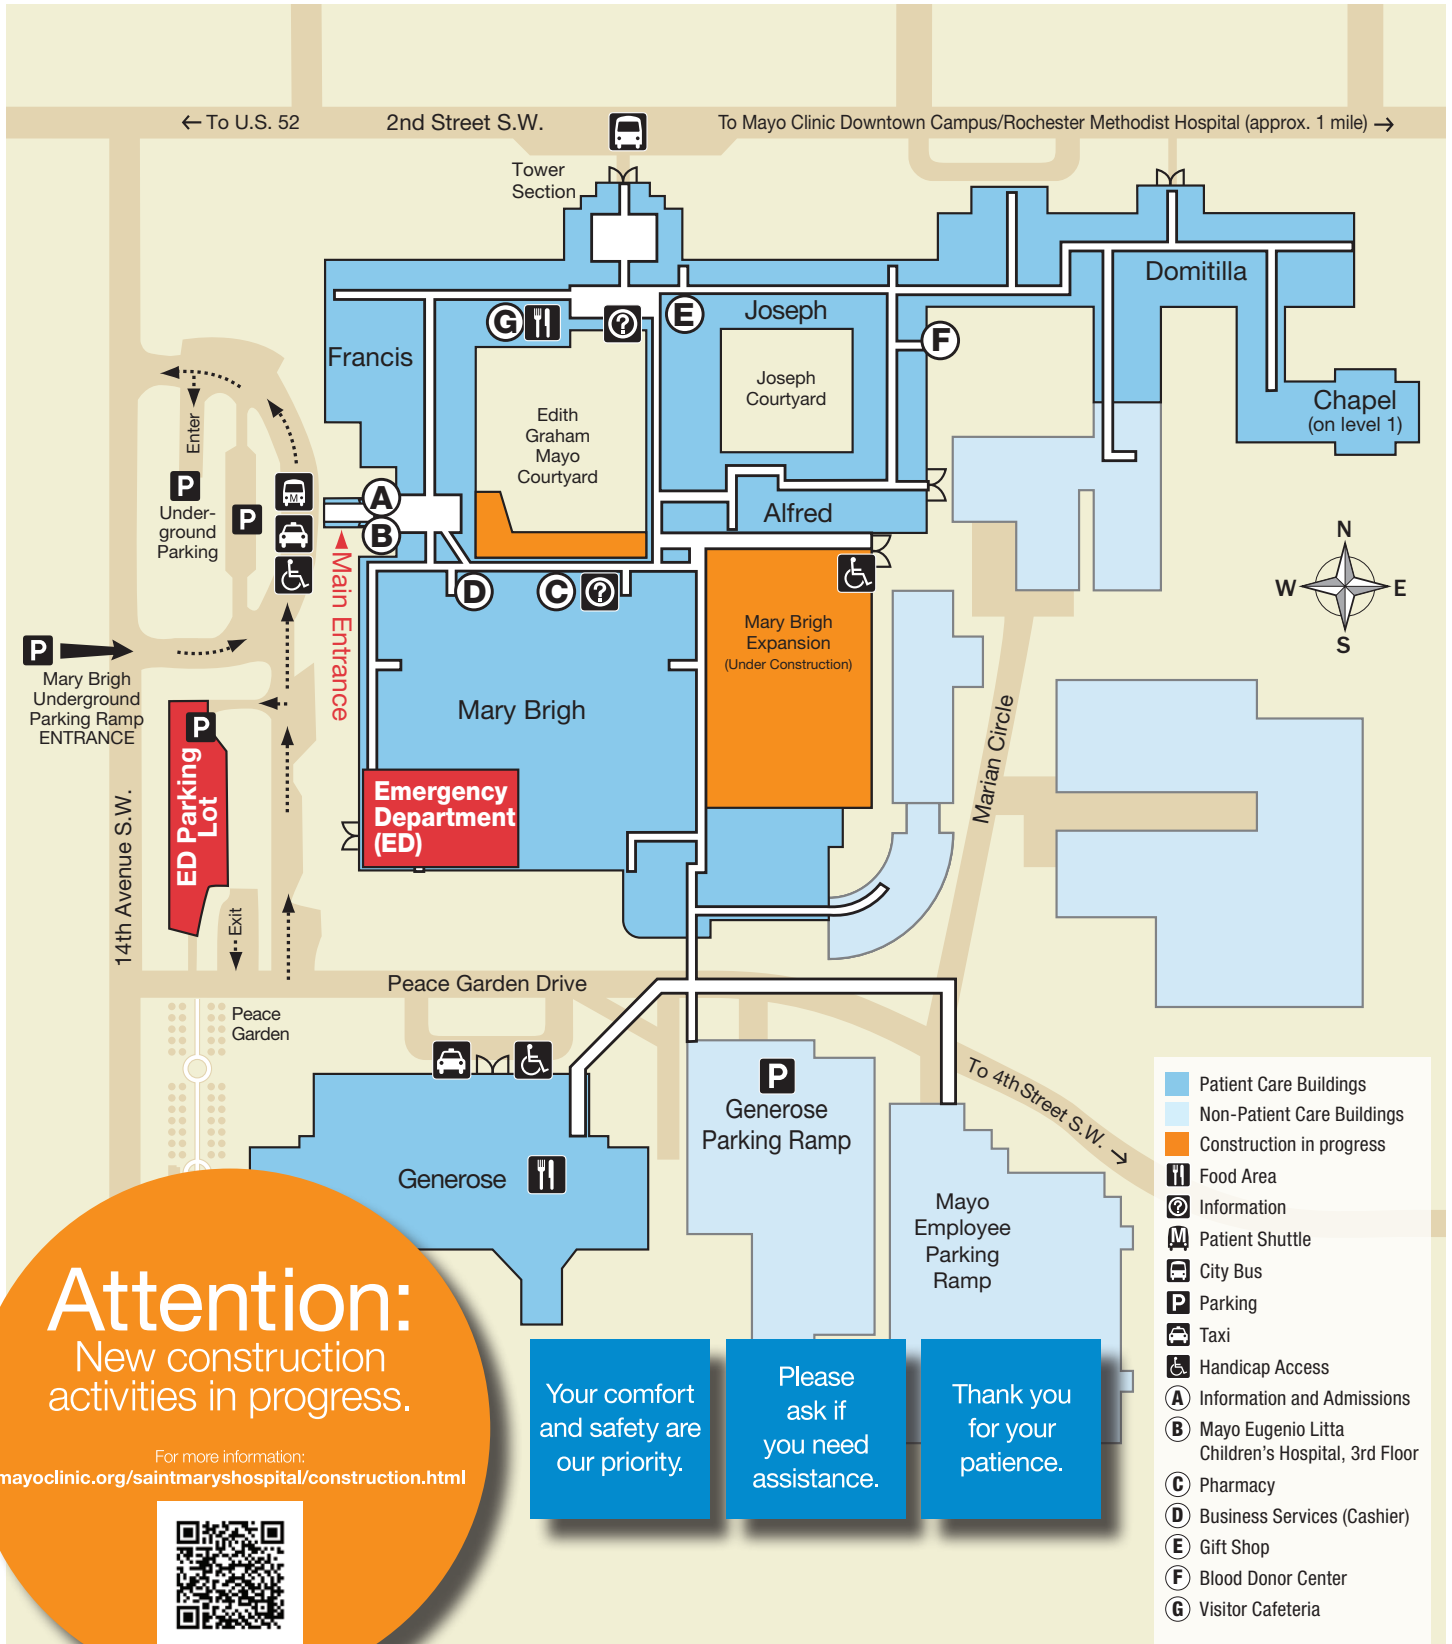 ← To U.S. 52
2nd Street S.W.
To Mayo Clinic Downtown Campus/Rochester Methodist Hospital (approx. 1 mile) →
Tower
Section
Domitilla
Joseph
G
E
F
Francis
Joseph
Courtyard
Chapel
(on level 1)
Edith
Graham
Mayo
Courtyard
Enter
P
Under-
ground
Parking
P
M
A
B
Alfred
Main Entrance
D
C
N
W
E
S
Mary Brigh
Expansion
(Under Construction)
P
Mary Brigh
Underground
Parking Ramp
ENTRANCE
Mary Brigh
P
ED Parking
Lot
Emergency
Department
(ED)
Marian Circle
14th Avenue S.W.
Exit
Peace Garden Drive
Peace
Garden
P
Generose
Parking Ramp
To 4th Street S.W. →
Generose
Mayo
Employee
Parking
Ramp
Patient Care Buildings
Non-Patient Care Buildings
Construction in progress
Food Area
Information
M Patient Shuttle
City Bus
P Parking
Taxi
Handicap Access
A Information and Admissions
B Mayo Eugenio Litta
Children's Hospital, 3rd Floor
C Pharmacy
D Business Services (Cashier)
E Gift Shop
F Blood Donor Center
G Visitor Cafeteria
Attention:
New construction
activities in progress.
For more information:
mayoclinic.org/saintmaryshospital/construction.html
Your comfort
and safety are
our priority.
Please
ask if
you need
assistance.
Thank you
for your
patience.